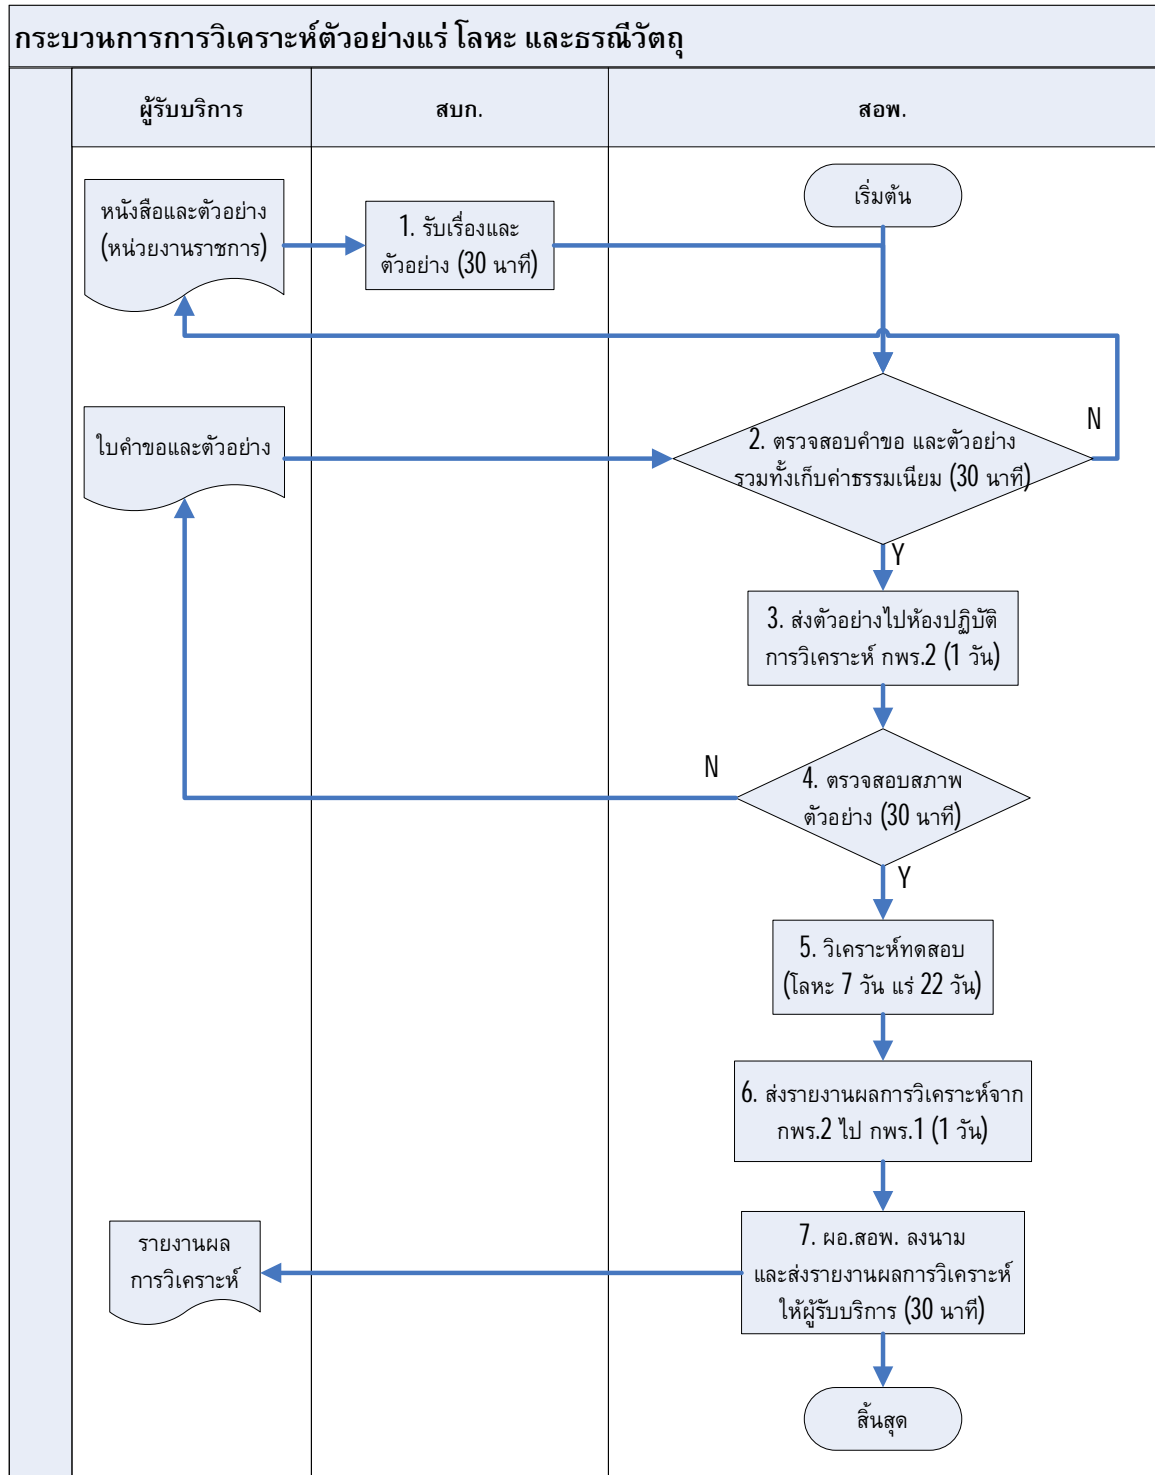 กระบวนการการวิเคราะห์ตัวอย่างแร่ โลหะ และธรณีวัตถุ
ผู้รับบริการ
สบก.
สอพ.
เริ่มต้น
หนังสือและตัวอย่าง
(หน่วยงานราชการ)
1. รับเรื่องและ
ตัวอย่าง (30 นาที)
ใบคำขอและตัวอย่าง
2. ตรวจสอบคำขอ และตัวอย่าง
รวมทั้งเก็บค่าธรรมเนียม (30 นาที)
N
Y
3. ส่งตัวอย่างไปห้องปฏิบัติ
การวิเคราะห์ กพร.2 (1 วัน)
N
4. ตรวจสอบสภาพ
ตัวอย่าง (30 นาที)
Y
5. วิเคราะห์ทดสอบ
(โลหะ 7 วัน แร่ 22 วัน)
6. ส่งรายงานผลการวิเคราะห์จาก
กพร.2 ไป กพร.1 (1 วัน)
7. ผอ.สอพ. ลงนาม
และส่งรายงานผลการวิเคราะห์
ให้ผู้รับบริการ (30 นาที)
รายงานผล
การวิเคราะห์
สิ้นสุด